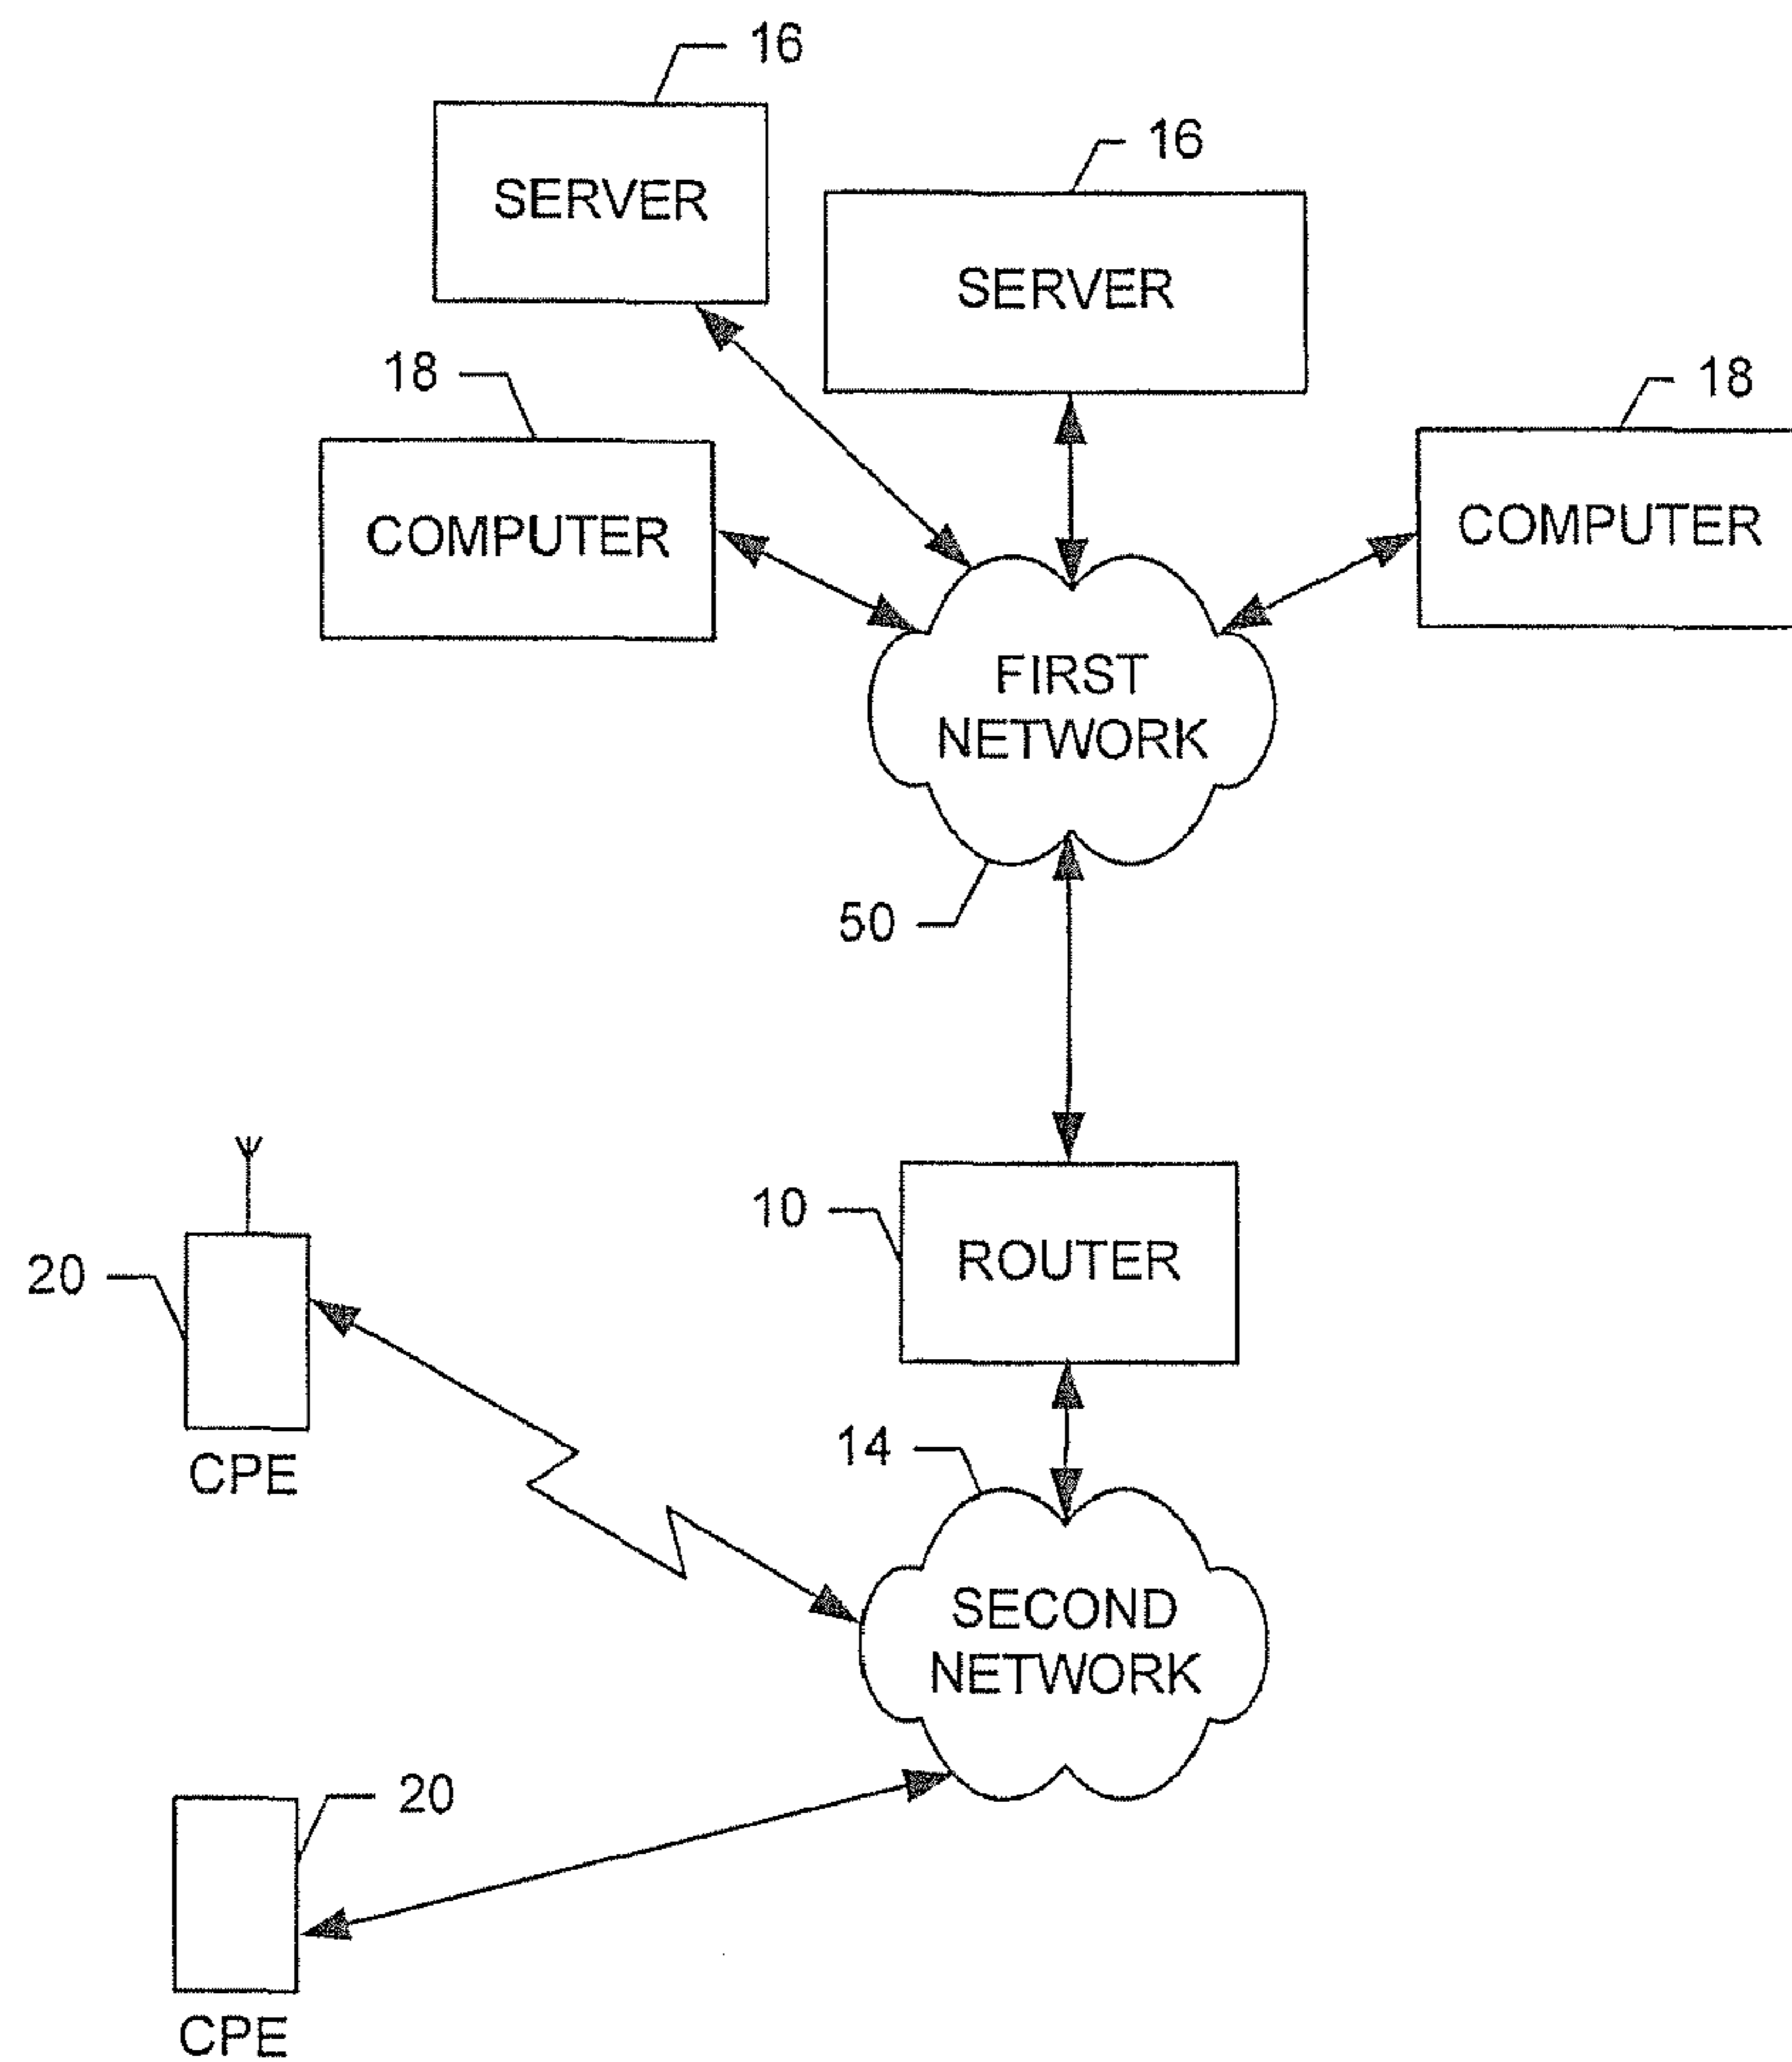 16
SERVER
16
SERVER
18
COMPUTER
18
COMPUTER
FIRST
NETWORK
50
10
ROUTER
20
CPE
14
SECOND
NETWORK
20
CPE